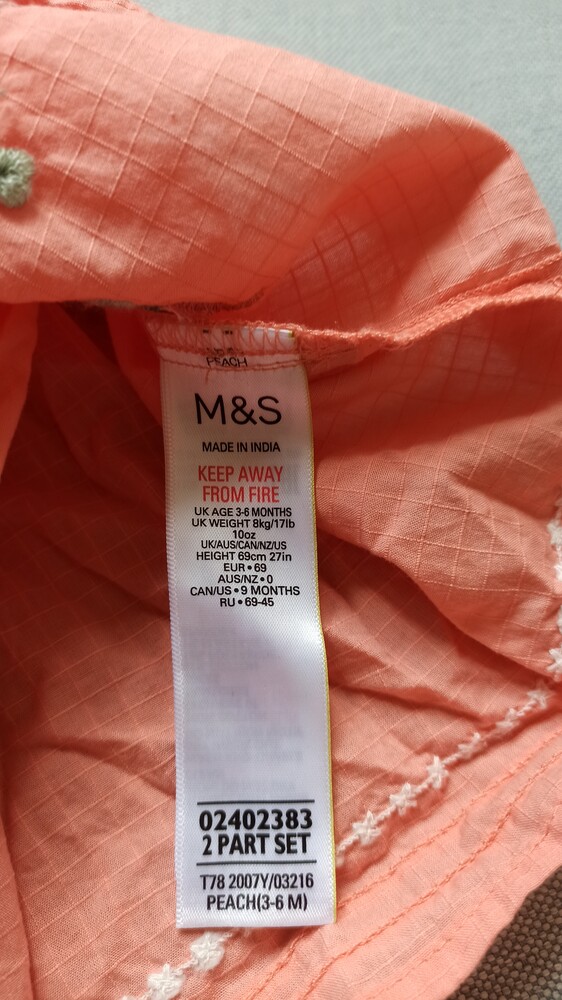 PEACH
M&S
MADE IN INDIA
KEEP AWAY
FROM FIRE
UK AGE 3-6 MONTHS
UK WEIGHT 8kg/17lb
10oz
UK/AUS/CAN/NZ/US
HEIGHT 69cm 27in
EUR • 69
AUS/NZ • 0
CAN/US • 9 MONTHS
RU • 69-45
02402383
2 PART SET
T78 2007Y/03216
PEACH(3-6 M)